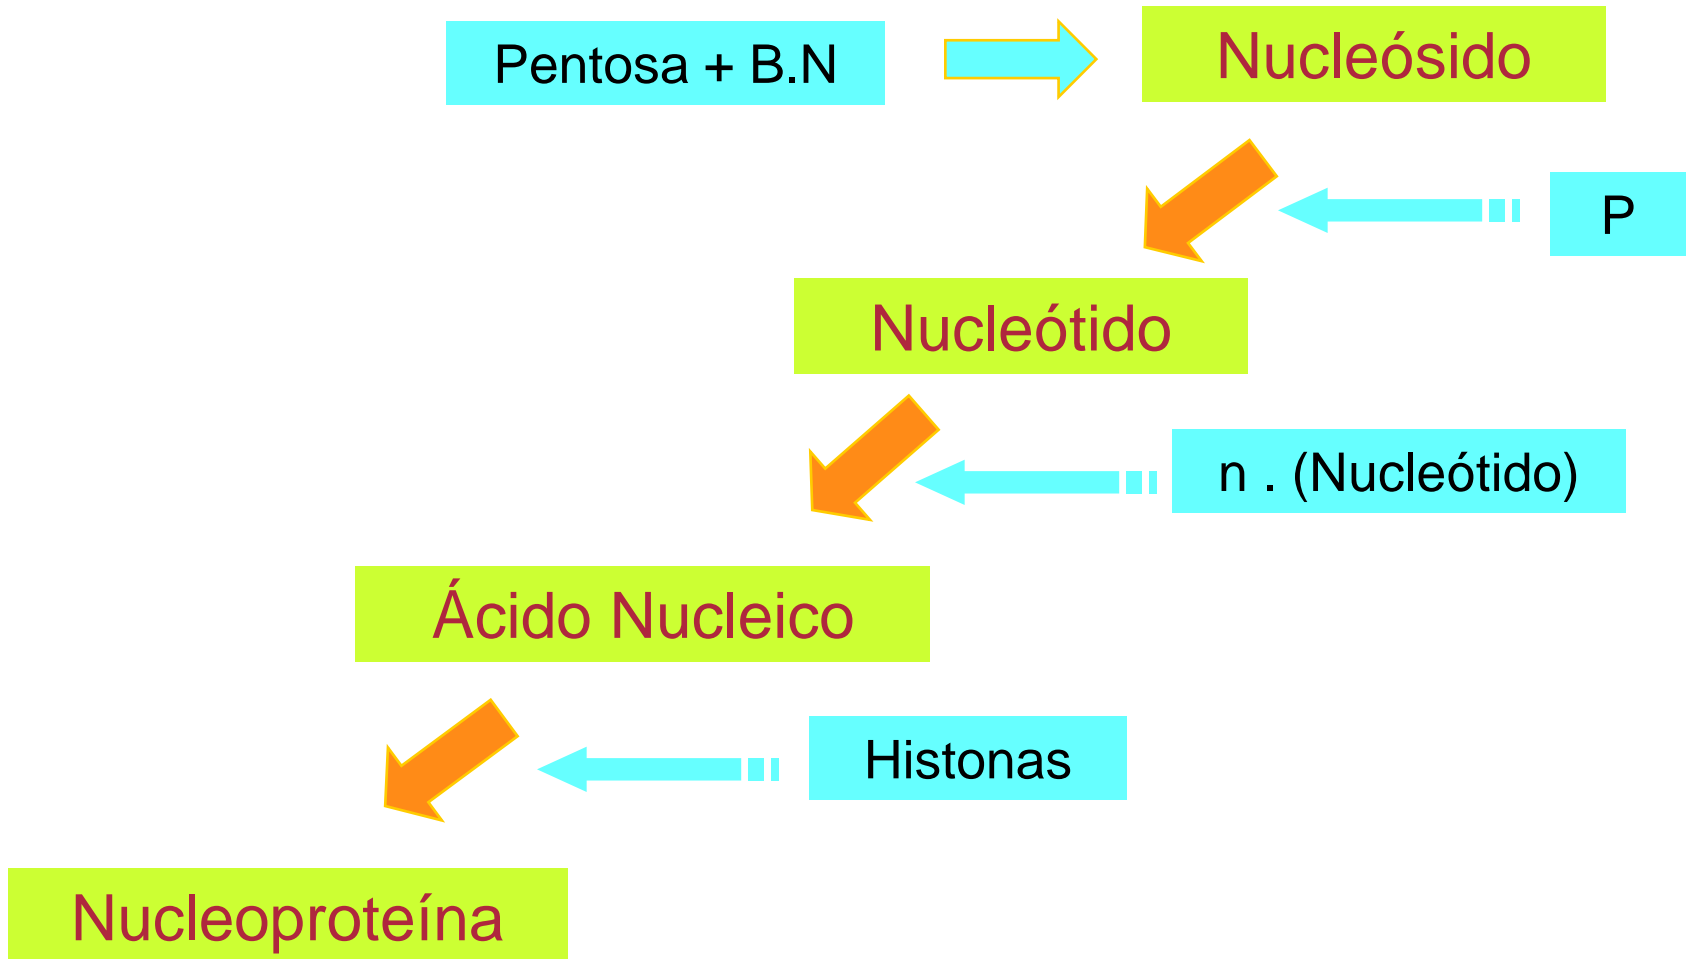 Pentosa + B.N
Nucleósido
P
Nucleótido
n . (Nucleótido)
Ácido Nucleico
Histonas
Nucleoproteína